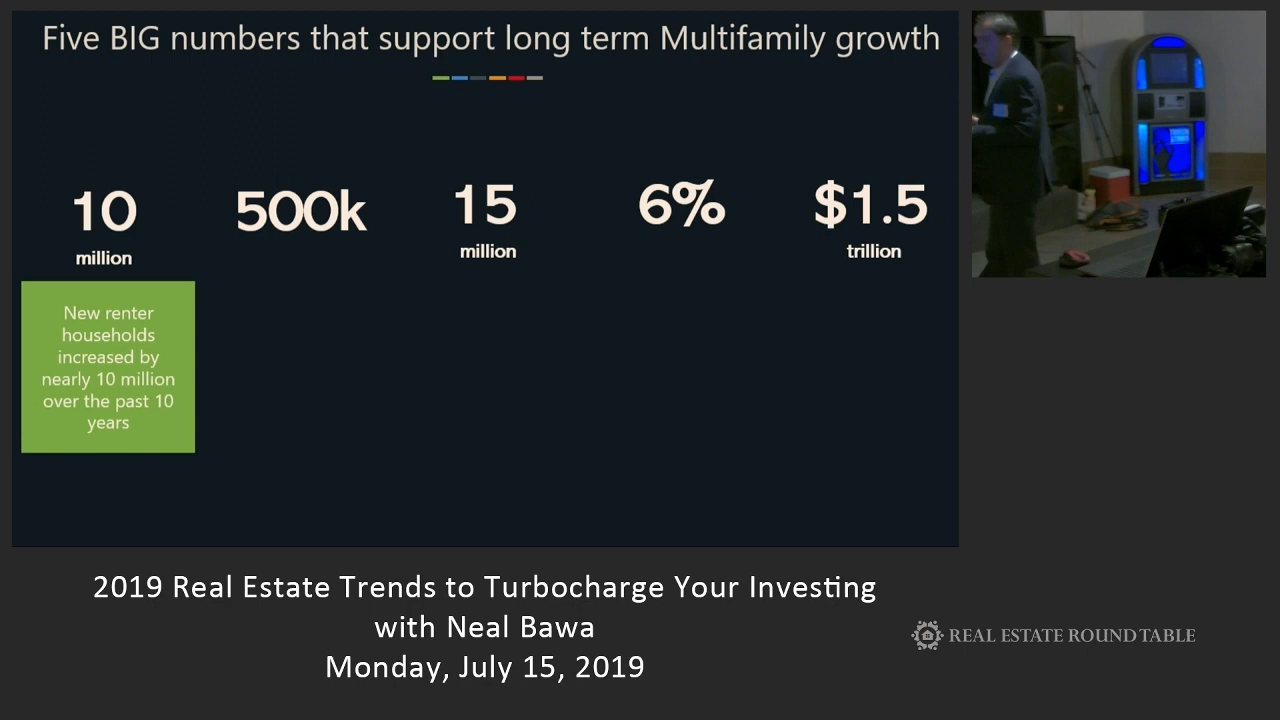 Five BIG numbers that support long term Multifamily growth
10
million
500k
15
million
6%
$1.5
trillion
New renter
households
increased by
nearly 10 million
over the past 10
years
2019 Real Estate Trends to Turbocharge Your Investing
with Neal Bawa
Monday, July 15, 2019
REAL ESTATE ROUND TABLE